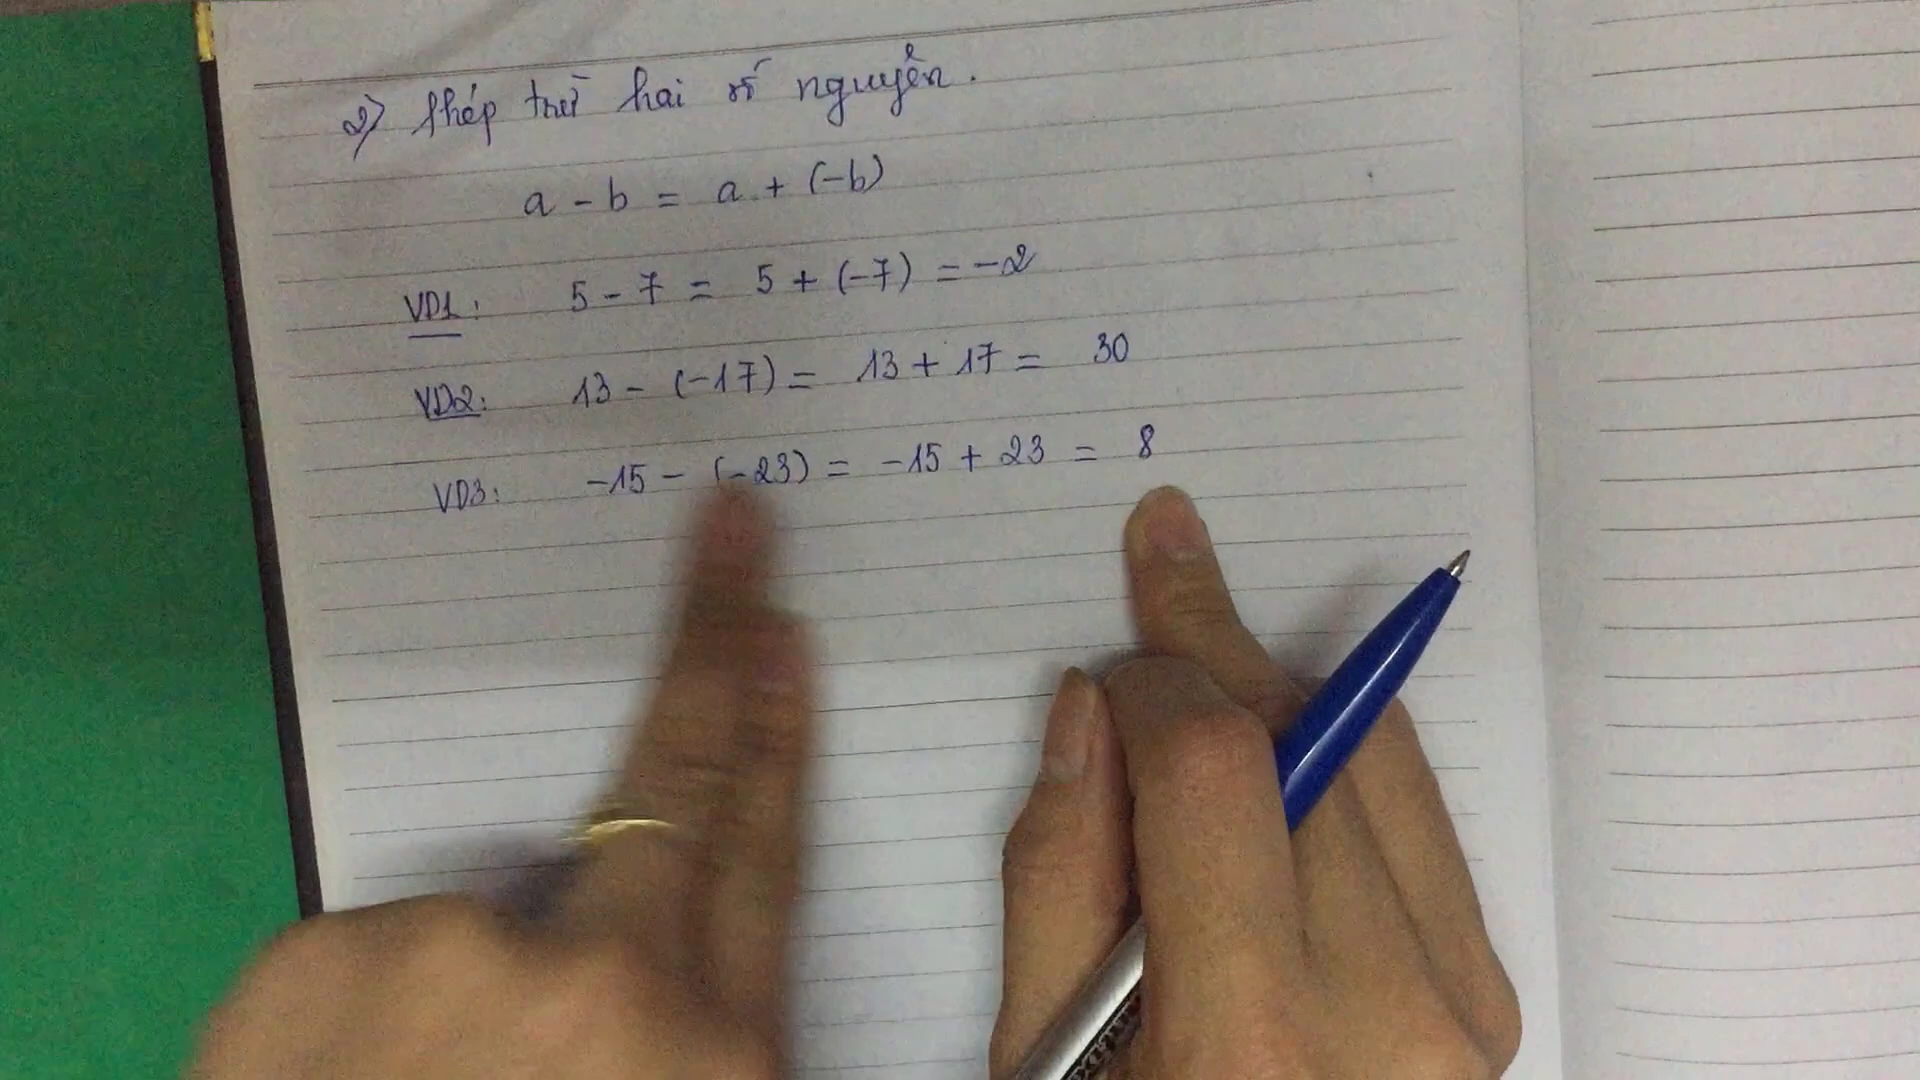 2) Phép trừ hai số nguyên.
a - b = a + (-b)
VD1: 5 - 7 = 5 + (-7) = -2
VD2: 13 - (-17) = 13 + 17 = 30
VD3: -15 - (-23) = -15 + 23 = 8